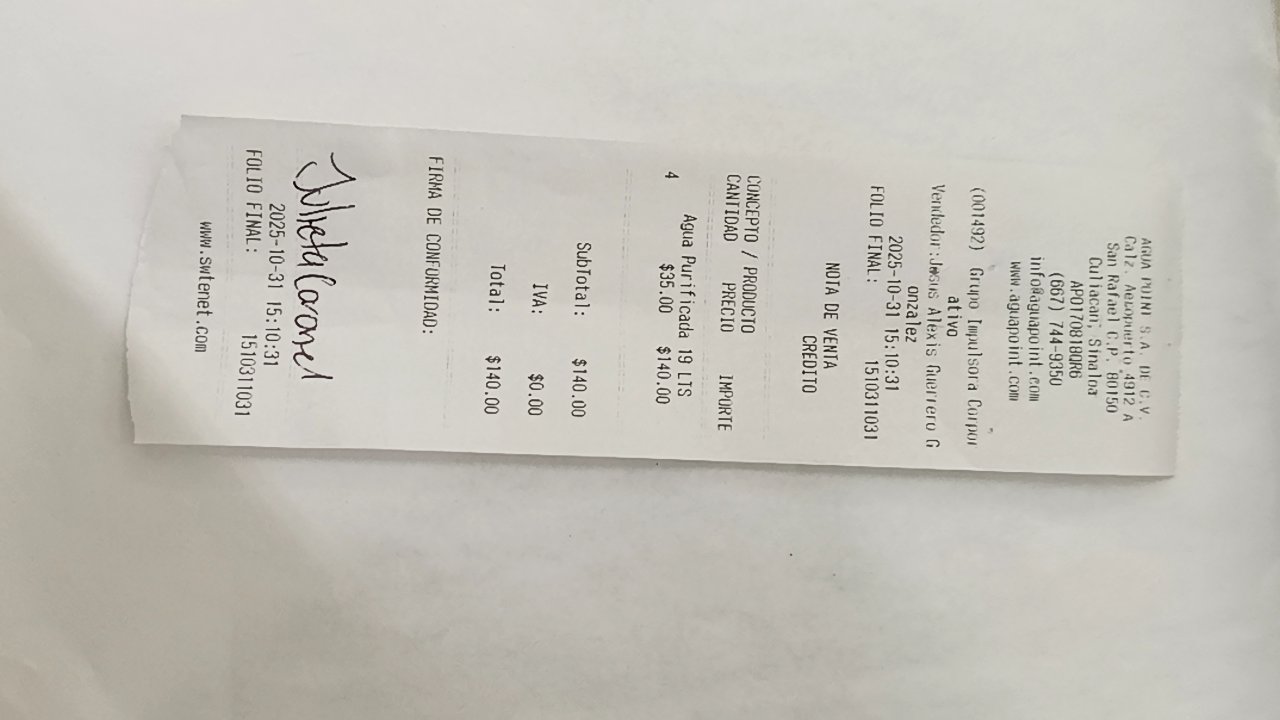 AGUA POINT S.A. DE C.V.
Calz. Aeropuerto 4912 A
San Rafael C.P. 80150
Culiacan, Sinaloa
APO170818QR6
(667) 744-9350
info@aguapoint.com
www.aguapoint.com
(001492) Grupo Impulsora Corpor
ativo
Vendedor:Jesus Alexis Guerrero G
onzalez
2025-10-31 15:10:31
FOLIO FINAL: 1510311031
NOTA DE VENTA
CREDITO
CONCEPTO / PRODUCTO
CANTIDAD PRECIO IMPORTE
Agua Purificada 19 LTS
4 $35.00 $140.00
SubTotal: $140.00
IVA: $0.00
Total: $140.00
FIRMA DE CONFORMIDAD:
Julieta Coronel
2025-10-31 15:10:31
FOLIO FINAL: 1510311031
www.swtenet.com